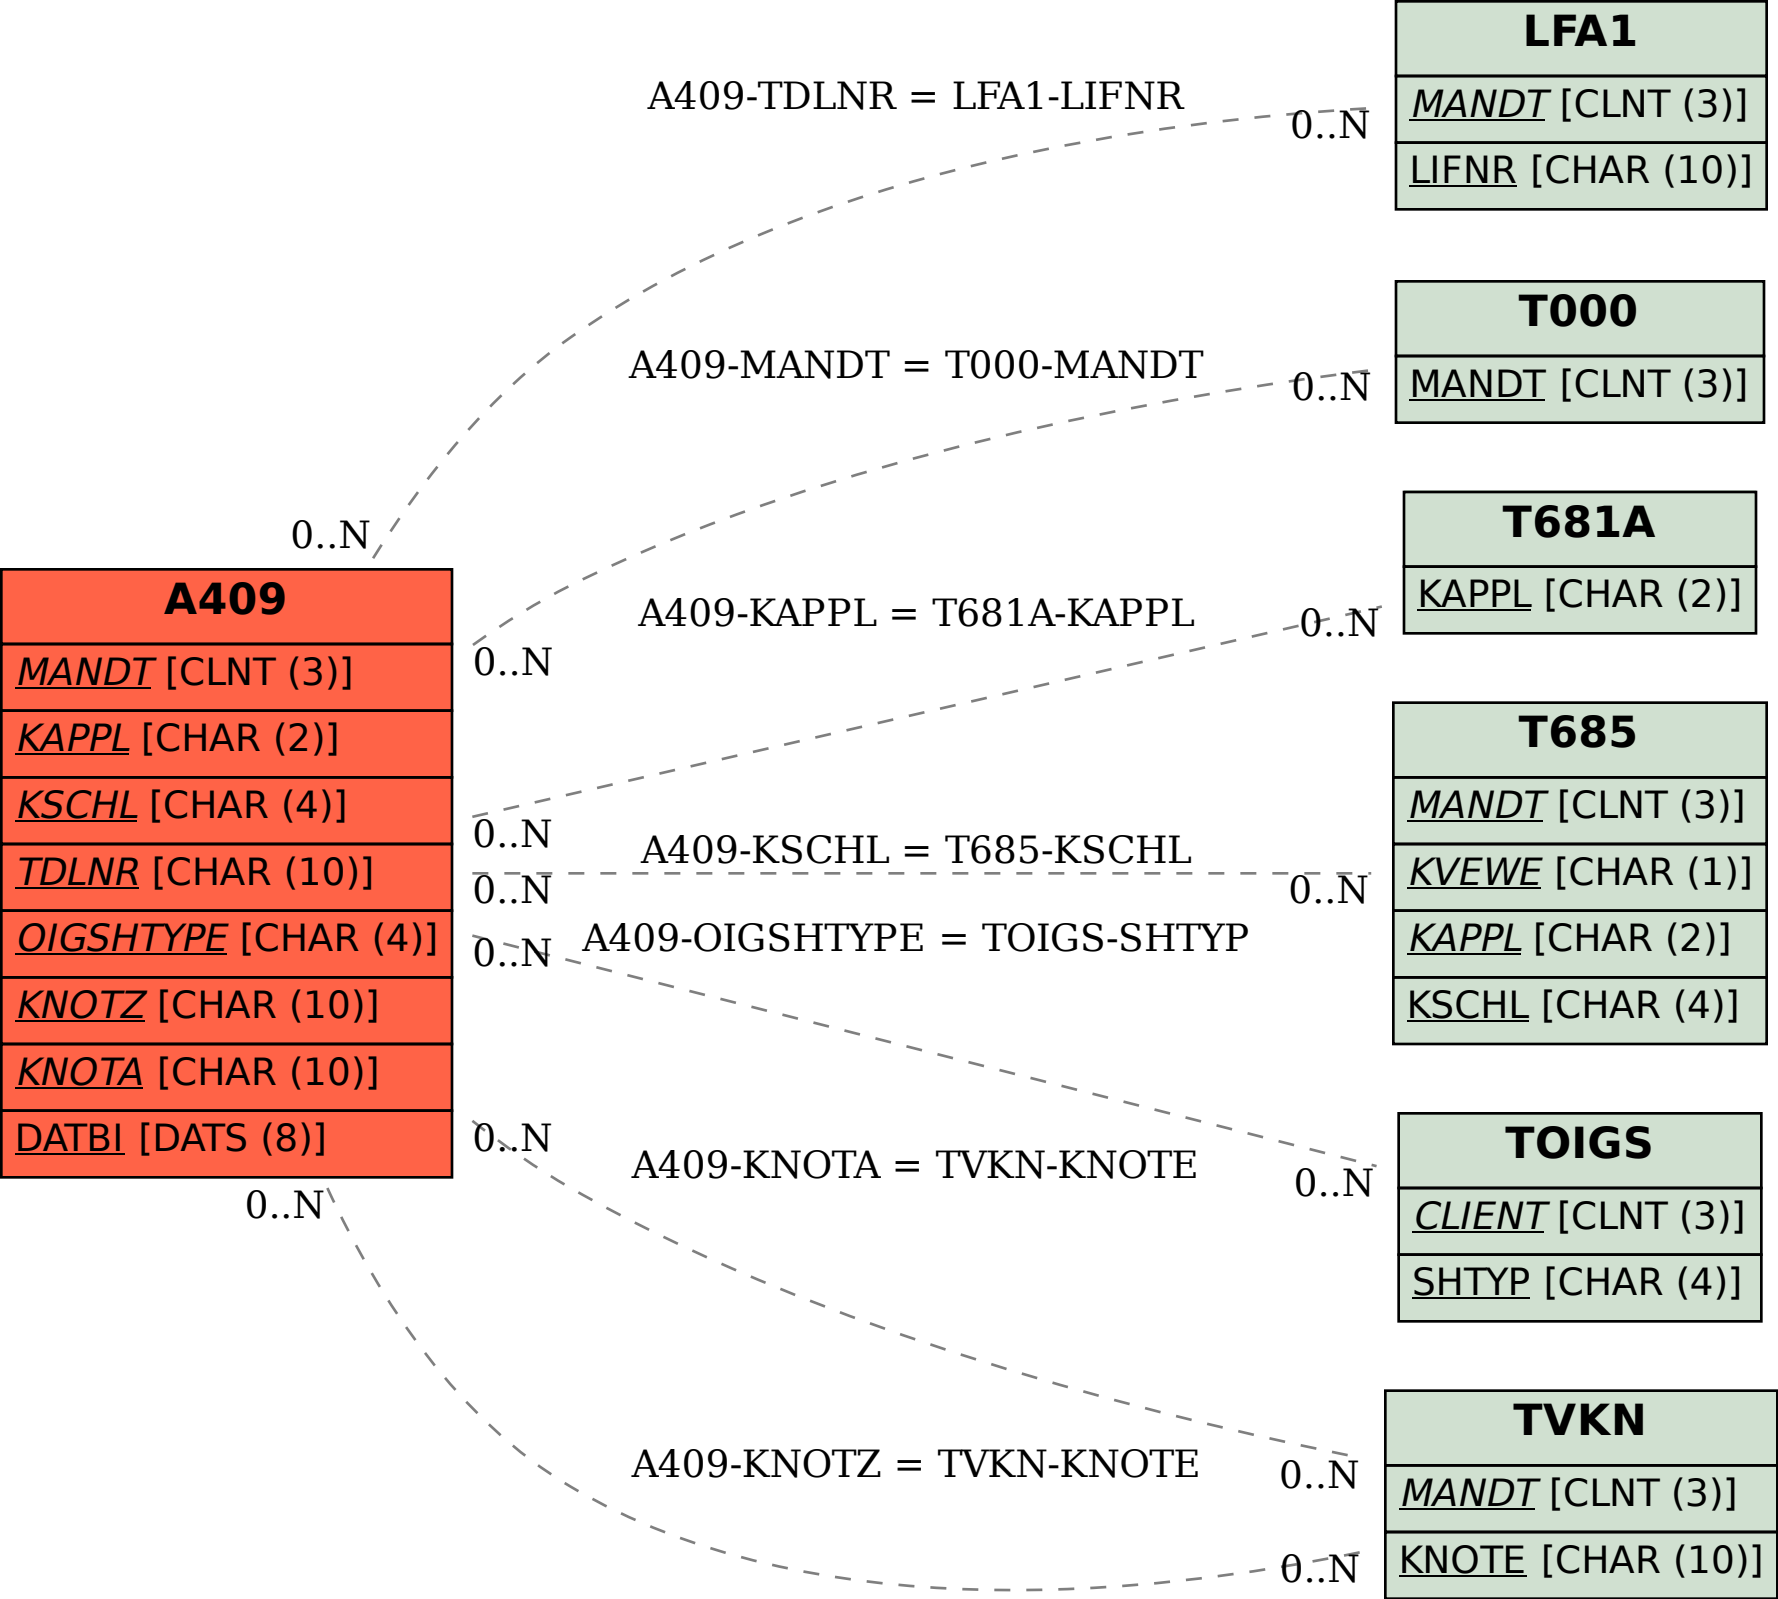 LFA1
MANDT [CLNT (3)]
LIFNR [CHAR (10)]
A409-TDLNR = LFA1-LIFNR
0..N
0..N
T000
MANDT [CLNT (3)]
A409-MANDT = T000-MANDT
0..N
0..N
T681A
KAPPL [CHAR (2)]
A409-KAPPL = T681A-KAPPL
0..N
0..N
A409
MANDT [CLNT (3)]
KAPPL [CHAR (2)]
KSCHL [CHAR (4)]
TDLNR [CHAR (10)]
OIGSHTYPE [CHAR (4)]
KNOTZ [CHAR (10)]
KNOTA [CHAR (10)]
DATBI [DATS (8)]
T685
MANDT [CLNT (3)]
KVEWE [CHAR (1)]
KAPPL [CHAR (2)]
KSCHL [CHAR (4)]
A409-KSCHL = T685-KSCHL
0..N
0..N
A409-OIGSHTYPE = TOIGS-SHTYP
0..N
0..N
TOIGS
CLIENT [CLNT (3)]
SHTYP [CHAR (4)]
A409-KNOTA = TVKN-KNOTE
0..N
0..N
TVKN
MANDT [CLNT (3)]
KNOTE [CHAR (10)]
A409-KNOTZ = TVKN-KNOTE
0..N
0..N